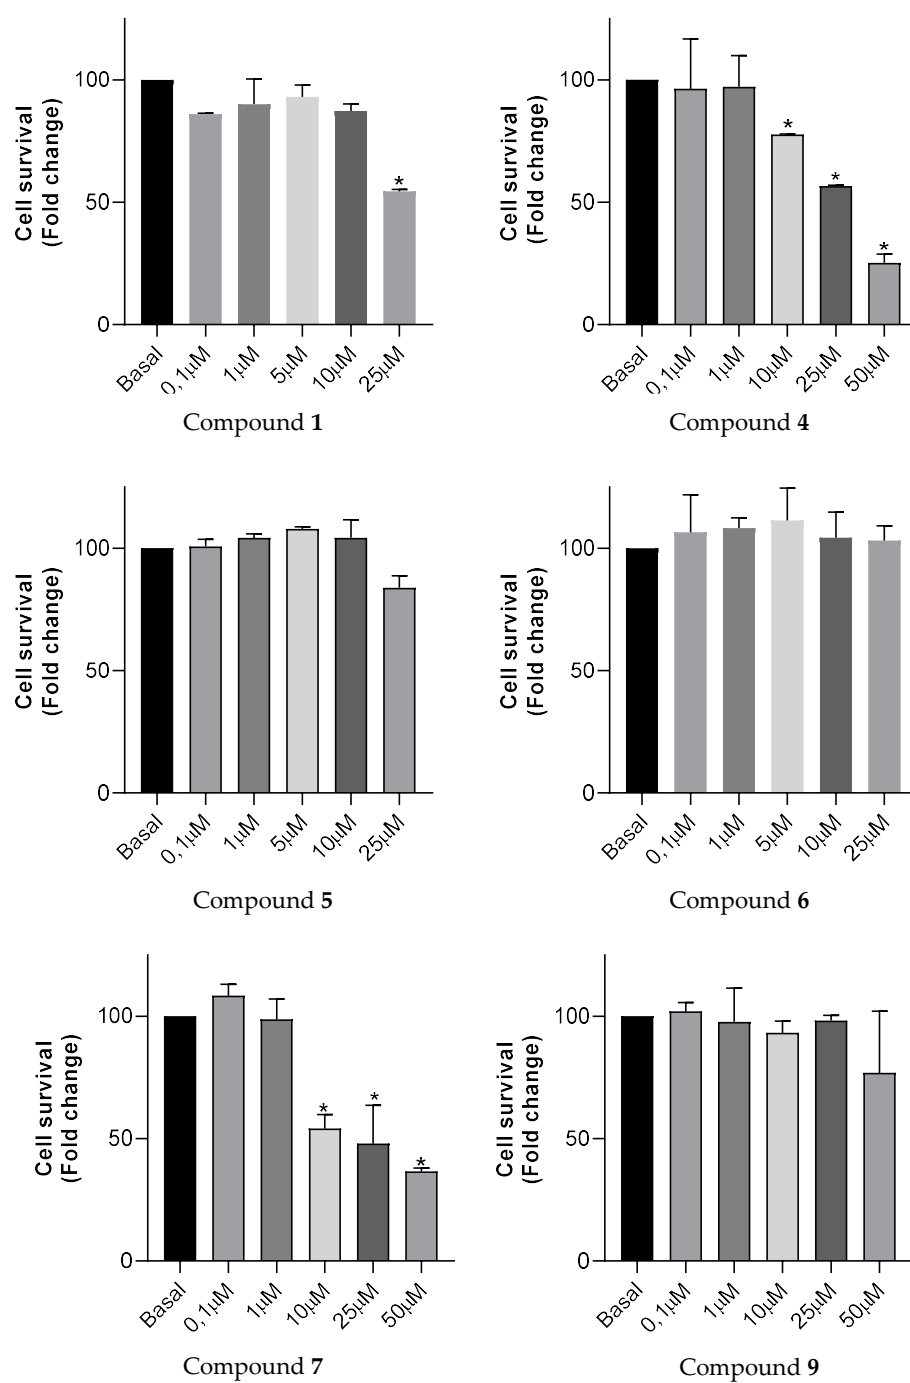 Cell survival
(Fold change)
100
50
0
*
Basal
0,1µM
1µM
5µM
10µM
25µM
Compound 1
Cell survival
(Fold change)
100
50
0
*
*
*
Basal
0,1µM
1µM
10µM
25µM
50µM
Compound 4
Cell survival
(Fold change)
100
50
0
Basal
0,1µM
1µM
5µM
10µM
25µM
Compound 5
Cell survival
(Fold change)
100
50
0
Basal
0,1µM
1µM
5µM
10µM
25µM
Compound 6
Cell survival
(Fold change)
100
50
0
*
*
*
Basal
0,1µM
1µM
10µM
25µM
50µM
Compound 7
Cell survival
(Fold change)
100
50
0
Basal
0,1µM
1µM
10µM
25µM
50µM
Compound 9